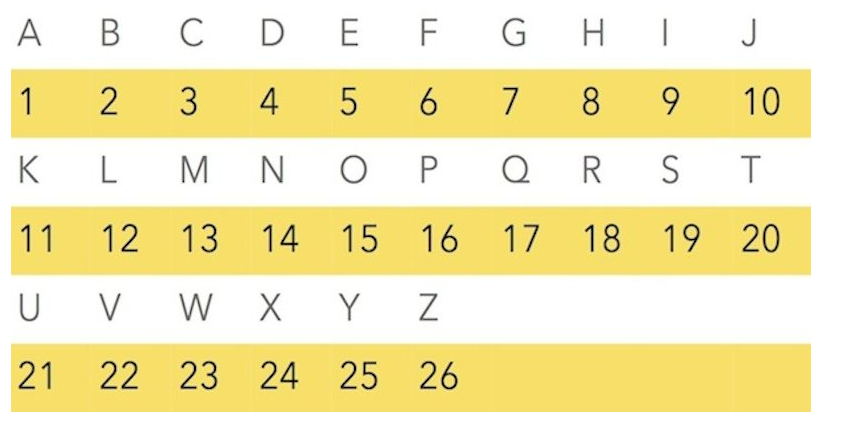 A B C D E F G H I J
1 2 3 4 5 6 7 8 9 10
K L M N O P Q R S T
11 12 13 14 15 16 17 18 19 20
U V W X Y Z
21 22 23 24 25 26